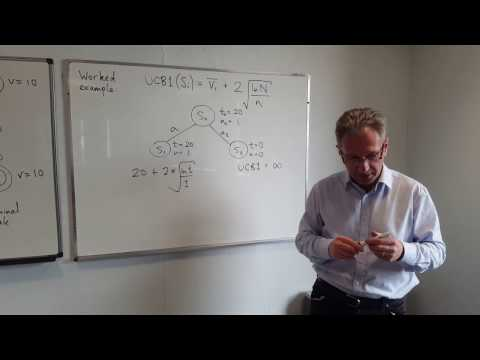 Worked
example
UCB1(Si) = Vi + 2 √ ln N
n
S0
t0 = 20
n0 = 1
a1
a2
S1
t=20
n=1
S2
t=0
n=0
20 + 2 * √ ln 1
1
UCB1 = ∞
v=10
v=10